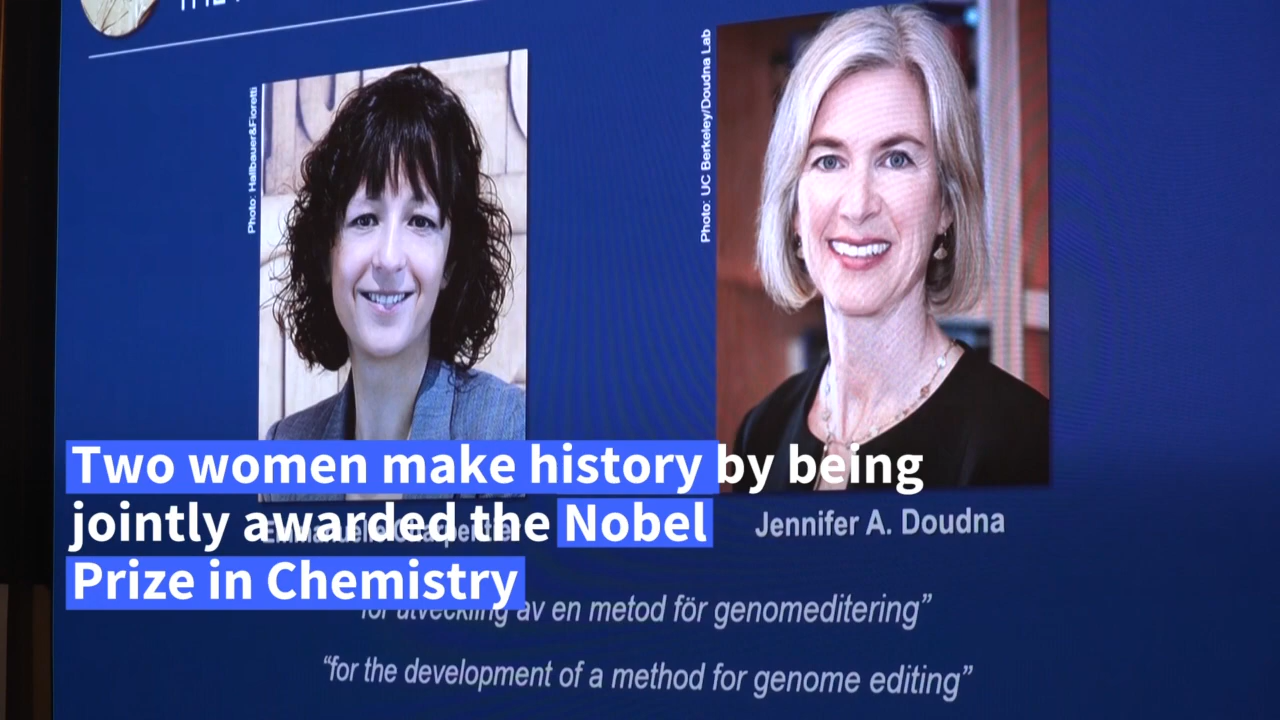 Photo: Hallbauer&Fioretti
Photo: UC Berkeley/Doudna Lab
Two women make history by being
jointly awarded the Nobel
Prize in Chemistry
Emmanuelle Charpentier
Jennifer A. Doudna
"for utveckling av en metod för genomeditering”
“for the development of a method for genome editing”